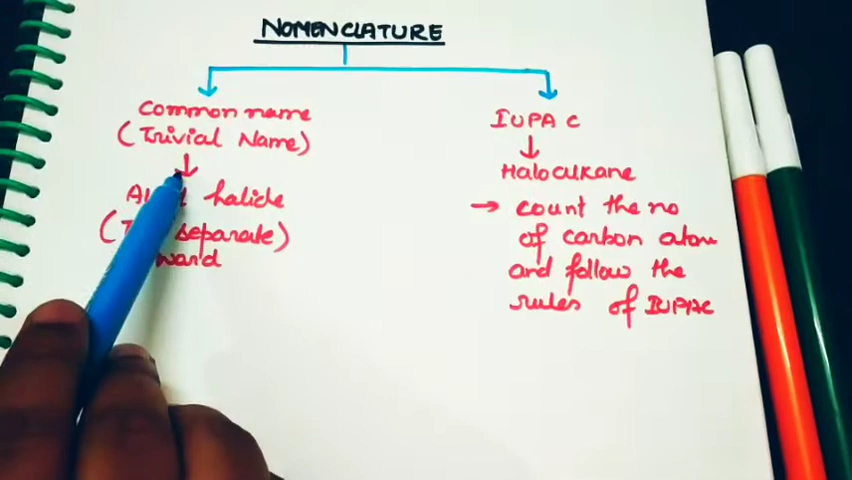 NOMENCLATURE
Common name
(Trivial Name)
halide
separate)
ward
IUPAC
Haloalkane
→ count the no
of carbon atom
and follow the
rules of IUPAC